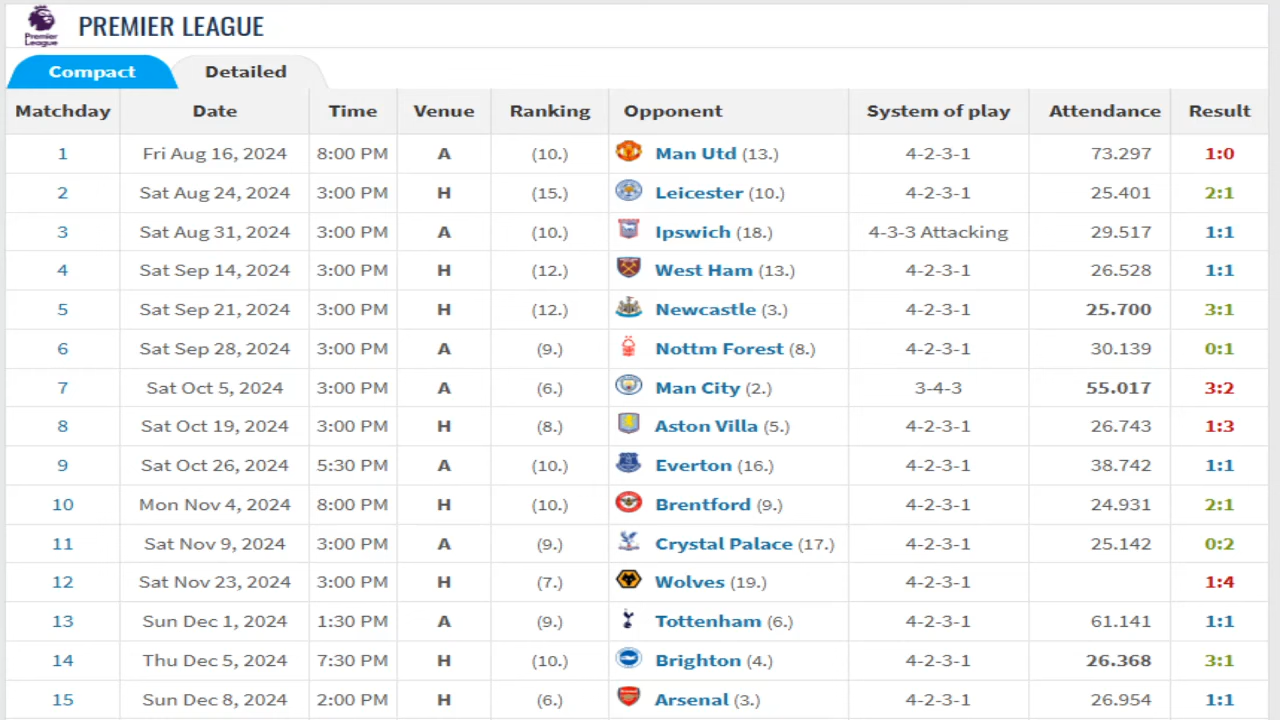 Premier League PREMIER LEAGUE
Compact Detailed
Matchday Date Time Venue Ranking Opponent System of play Attendance Result
1 Fri Aug 16, 2024 8:00 PM A (10.) Man Utd (13.) 4-2-3-1 73.297 1:0
2 Sat Aug 24, 2024 3:00 PM H (15.) Leicester (10.) 4-2-3-1 25.401 2:1
3 Sat Aug 31, 2024 3:00 PM A (10.) Ipswich (18.) 4-3-3 Attacking 29.517 1:1
4 Sat Sep 14, 2024 3:00 PM H (12.) West Ham (13.) 4-2-3-1 26.528 1:1
5 Sat Sep 21, 2024 3:00 PM H (12.) Newcastle (3.) 4-2-3-1 25.700 3:1
6 Sat Sep 28, 2024 3:00 PM A (9.) Nottm Forest (8.) 4-2-3-1 30.139 0:1
7 Sat Oct 5, 2024 3:00 PM A (6.) Man City (2.) 3-4-3 55.017 3:2
8 Sat Oct 19, 2024 3:00 PM H (8.) Aston Villa (5.) 4-2-3-1 26.743 1:3
9 Sat Oct 26, 2024 5:30 PM A (10.) Everton (16.) 4-2-3-1 38.742 1:1
10 Mon Nov 4, 2024 8:00 PM H (10.) Brentford (9.) 4-2-3-1 24.931 2:1
11 Sat Nov 9, 2024 3:00 PM A (9.) Crystal Palace (17.) 4-2-3-1 25.142 0:2
12 Sat Nov 23, 2024 3:00 PM H (7.) Wolves (19.) 4-2-3-1 1:4
13 Sun Dec 1, 2024 1:30 PM A (9.) Tottenham (6.) 4-2-3-1 61.141 1:1
14 Thu Dec 5, 2024 7:30 PM H (10.) Brighton (4.) 4-2-3-1 26.368 3:1
15 Sun Dec 8, 2024 2:00 PM H (6.) Arsenal (3.) 4-2-3-1 26.954 1:1